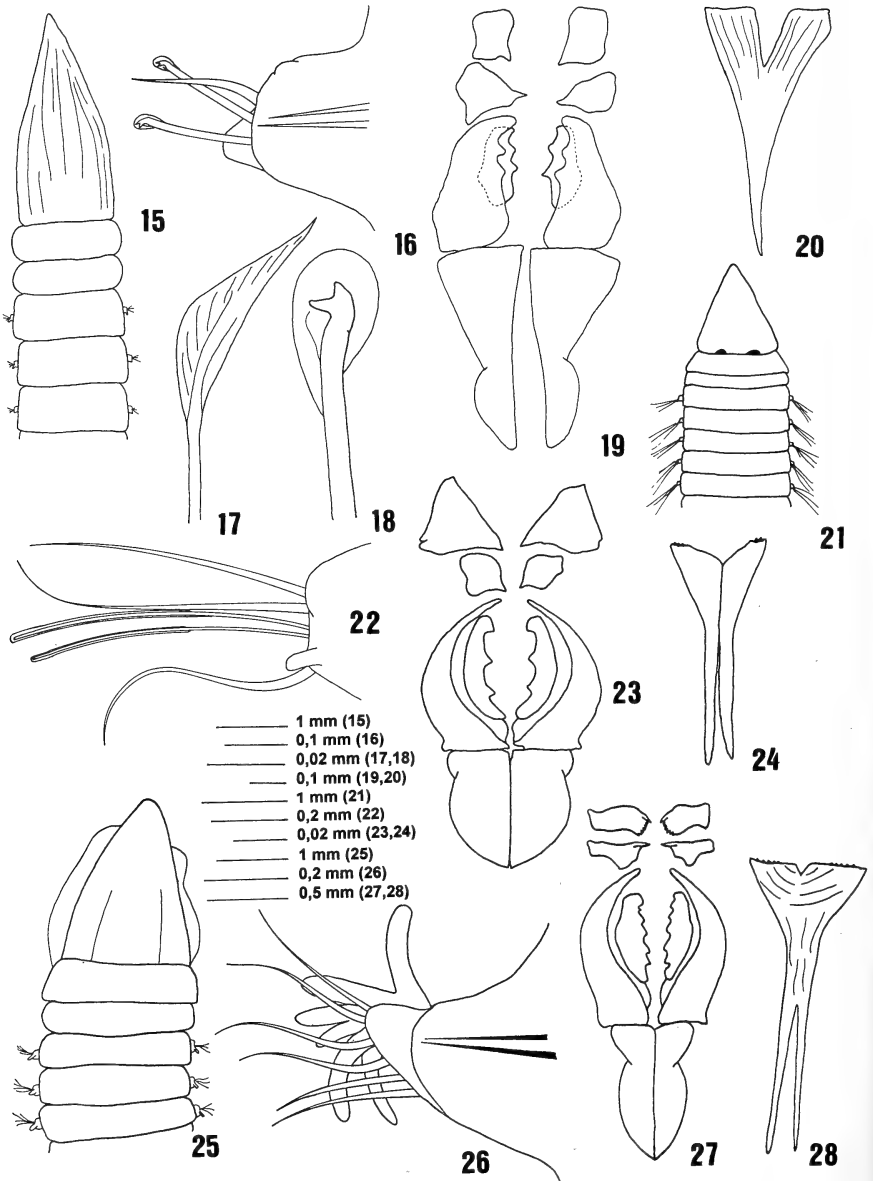 15
16
17
18
19
20
21
22
23
24
1 mm (15)
0,1 mm (16)
0,02 mm (17,18)
0,1 mm (19,20)
1 mm (21)
0,2 mm (22)
0,02 mm (23,24)
1 mm (25)
0,2 mm (26)
0,5 mm (27,28)
25
26
27
28